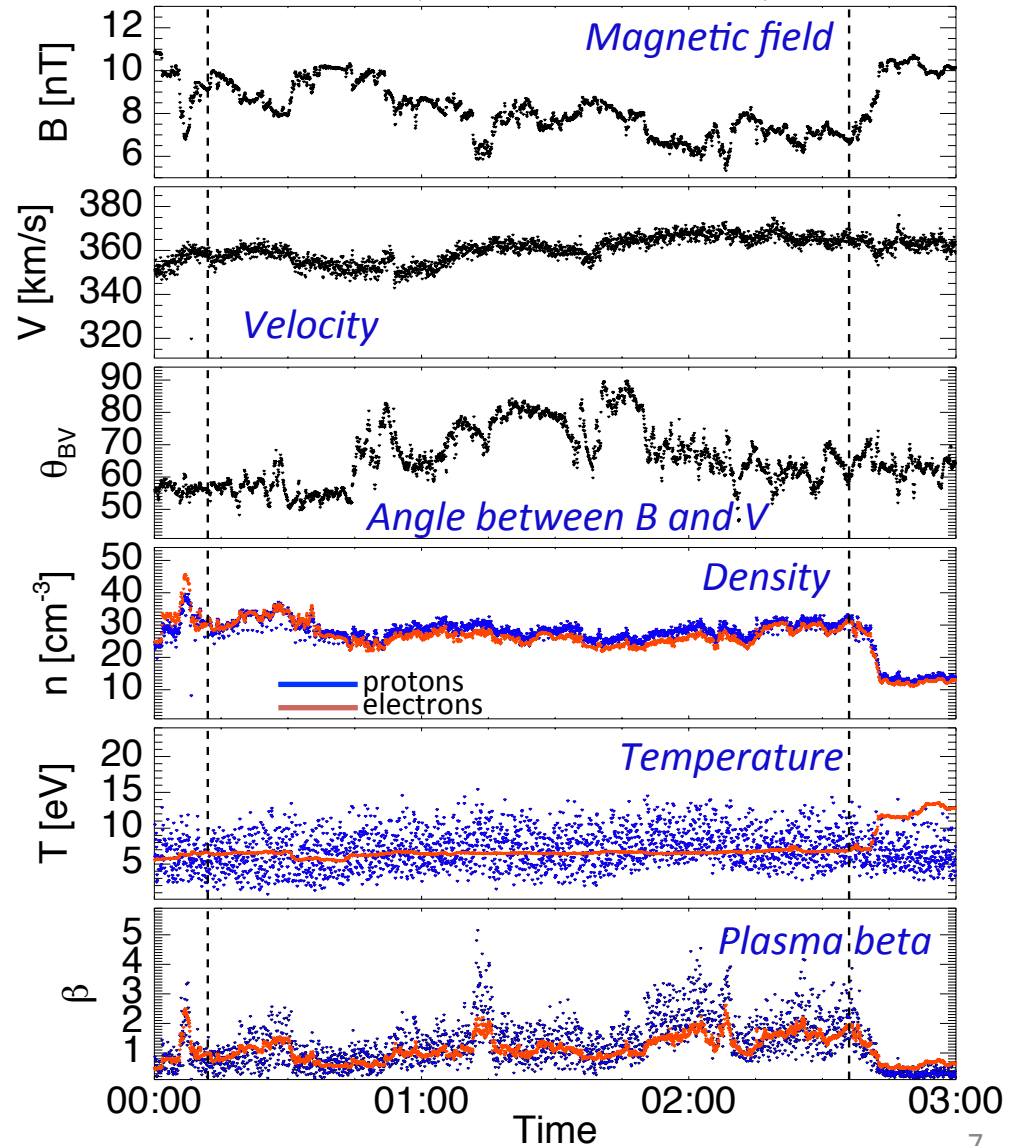 Magnetic field
B [nT]
12
10
8
6
V [km/s]
380
360
340
320
Velocity
θBV
90
80
70
60
50
Angle between B and V
n [cm-3]
50
40
30
20
10
Density
protons
electrons
T [eV]
20
15
10
5
Temperature
β
5
4
3
2
1
Plasma beta
00:00 01:00 02:00 03:00
Time
7